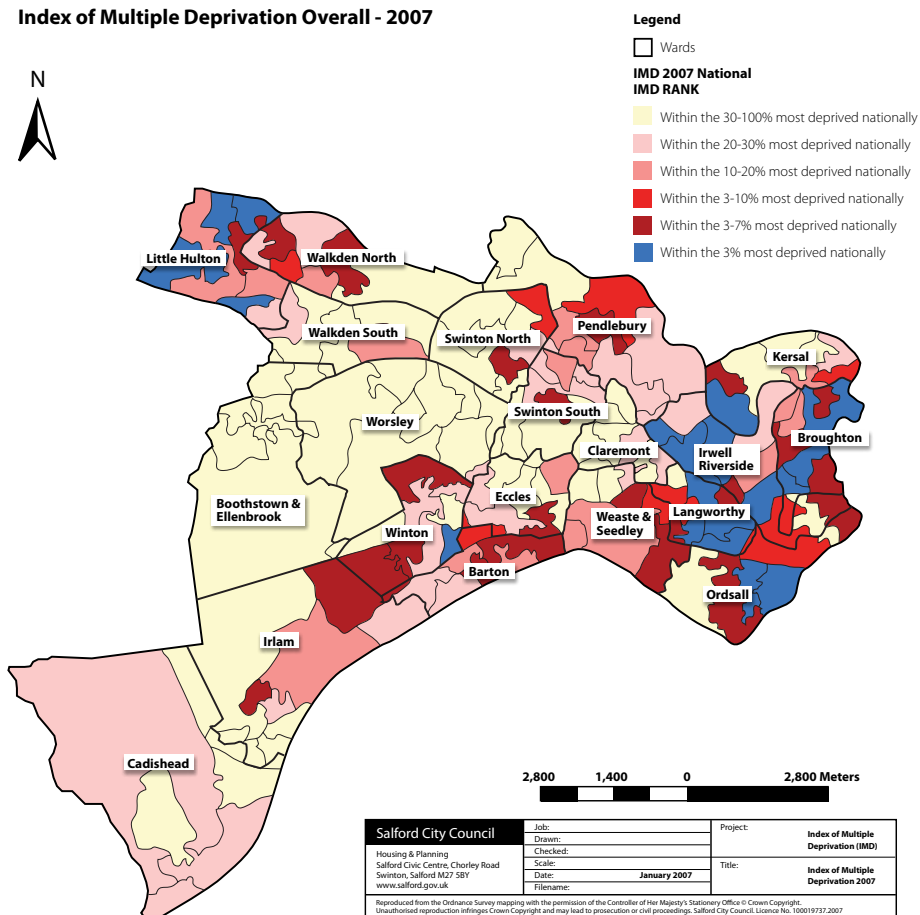 Index of Multiple Deprivation Overall - 2007
Legend
Wards
IMD 2007 National
IMD RANK
Within the 30-100% most deprived nationally
Within the 20-30% most deprived nationally
Within the 10-20% most deprived nationally
Within the 3-10% most deprived nationally
Within the 3-7% most deprived nationally
Within the 3% most deprived nationally
N
Little Hulton
Walkden North
Walkden South
Swinton North
Pendlebury
Kersal
Worsley
Swinton South
Claremont
Irwell
Riverside
Broughton
Boothstown &
Ellenbrook
Eccles
Winton
Weaste &
Seedley
Langworthy
Barton
Ordsall
Irlam
Cadishead
2,800 1,400 0 2,800 Meters
Salford City Council
Housing & Planning
Salford Civic Centre, Chorley Road
Swinton, Salford M27 5BY
www.salford.gov.uk
Job:
Drawn:
Checked:
Scale:
Date: January 2007
Filename:
Project:
Index of Multiple
Deprivation (IMD)
Title:
Index of Multiple
Deprivation 2007
Reproduced from the Ordnance Survey mapping with the permission of the Controller of Her Majesty's Stationery Office © Crown Copyright.
Unauthorised reproduction infringes Crown Copyright and may lead to prosecution or civil proceedings. Salford City Council. Licence No. 100019737.2007